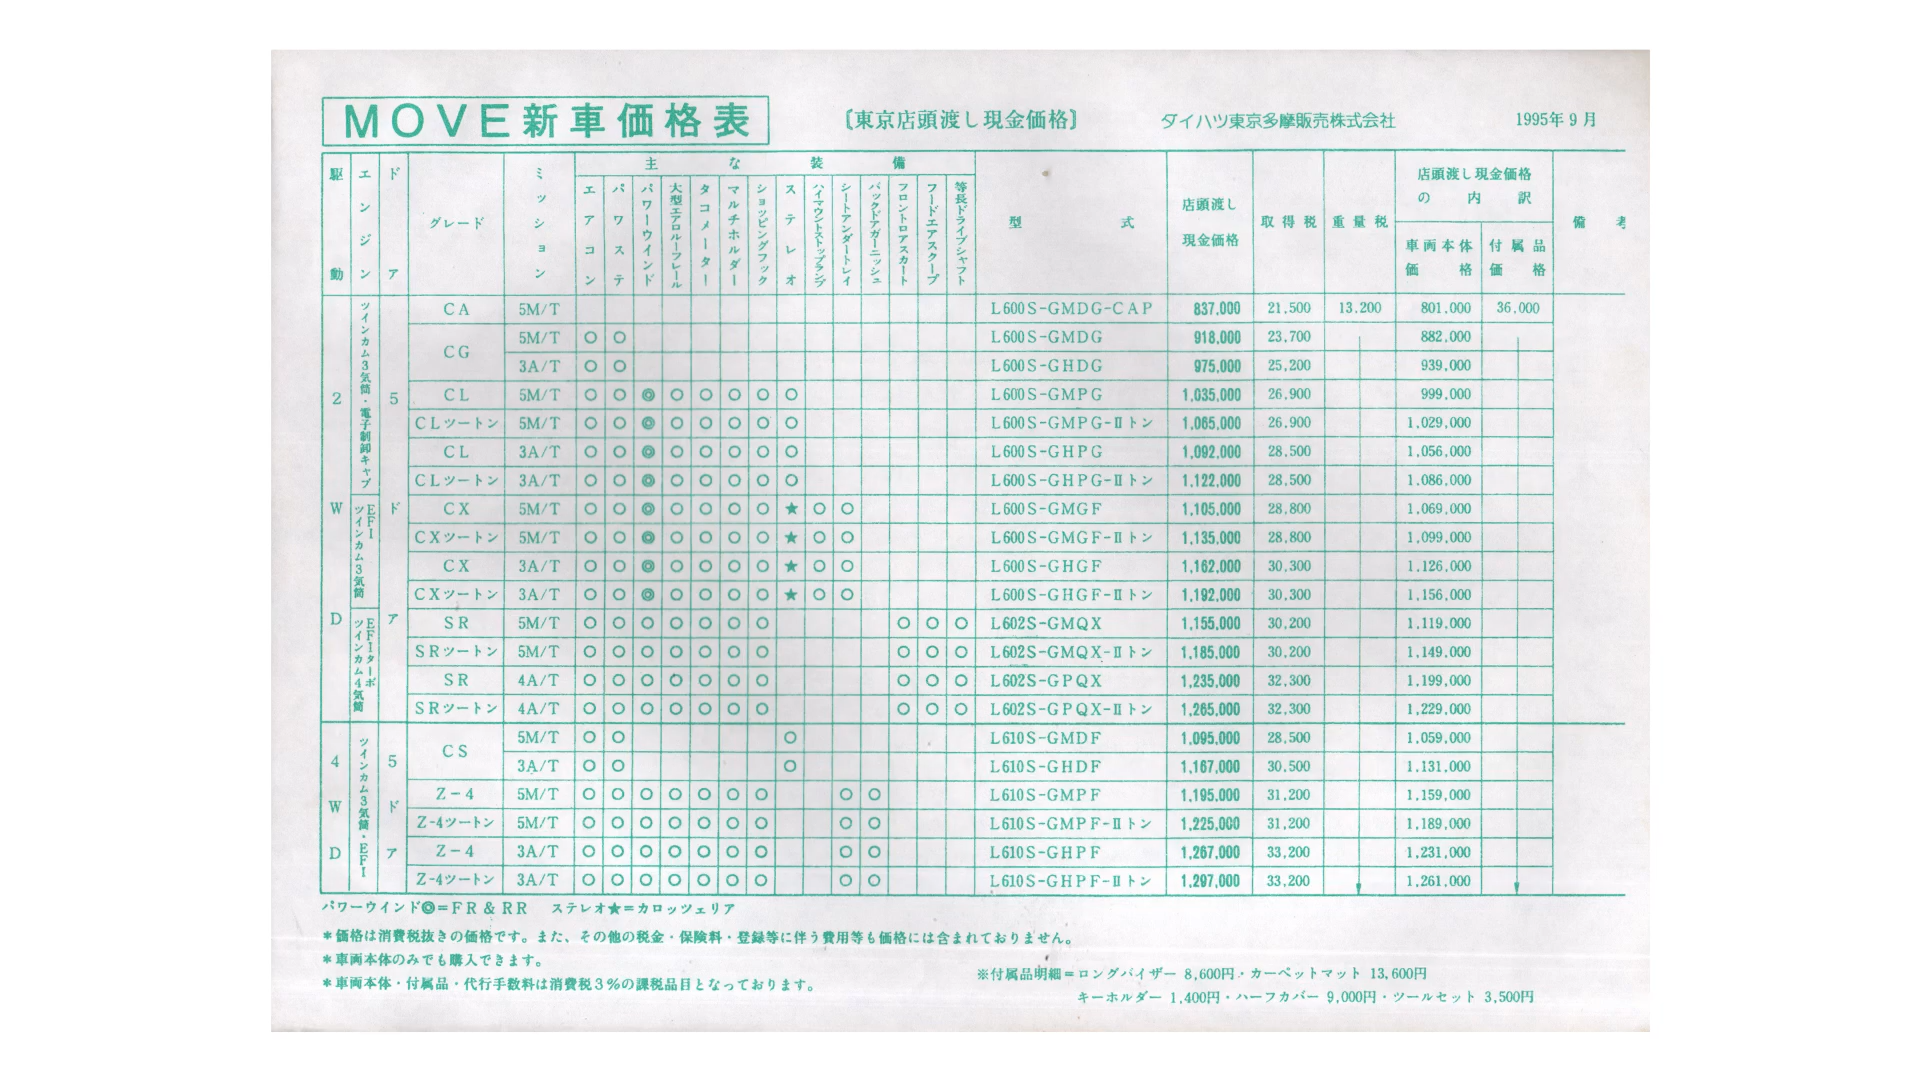 MOVE新車価格表 〔東京店頭渡し現金価格〕 ダイハツ東京多摩販売株式会社 1995年9月
駆動 エンジン ドア グレード ミッション 主な装備 型式 店頭渡し現金価格 取得税 重量税 店頭渡し現金価格の内訳 備考
エアコン パワステ パワーウインド 大型エアロルーフレール タコメーター マルチホルダー ショッピングフック ステレオ ハイマウントストップランプ シートアンダートレイ バックドアガーニッシュ フロントロアスカート フードエアスクープ 等長ドライブシャフト 車両本体価格 付属品価格
2WD 5ドア
ツインカム3気筒・電子制御キャブ
CA 5M/T L600S-GMDG-CAP 837,000 21,500 13,200 801,000 36,000
CG 5M/T ○ ○ L600S-GMDG 918,000 23,700 882,000
3A/T ○ ○ L600S-GHDG 975,000 25,200 939,000
CL 5M/T ○ ○ ◎ ○ ○ ○ ○ ○ L600S-GMPG 1,035,000 26,900 999,000
CLツートン 5M/T ○ ○ ◎ ○ ○ ○ ○ ○ L600S-GMPG-Ⅱトン 1,065,000 26,900 1,029,000
CL 3A/T ○ ○ ◎ ○ ○ ○ ○ ○ L600S-GHPG 1,092,000 28,500 1,056,000
CLツートン 3A/T ○ ○ ◎ ○ ○ ○ ○ ○ L600S-GHPG-Ⅱトン 1,122,000 28,500 1.086,000
EFIツインカム3気筒
CX 5M/T ○ ○ ◎ ○ ○ ○ ○ ★ ○ ○ L600S-GMGF 1,105,000 28,800 1,069,000
CXツートン 5M/T ○ ○ ◎ ○ ○ ○ ○ ★ ○ ○ L600S-GMGF-Ⅱトン 1,135,000 28,800 1,099,000
CX 3A/T ○ ○ ◎ ○ ○ ○ ○ ★ ○ ○ L600S-GHGF 1,162,000 30,300 1,126,000
CXツートン 3A/T ○ ○ ◎ ○ ○ ○ ○ ★ ○ ○ L600S-GHGF-Ⅱトン 1,192,000 30,300 1,156,000
EFIターボツインカム4気筒
SR 5M/T ○ ○ ○ ○ ○ ○ ○ ○ ○ ○ L602S-GMQX 1,155,000 30,200 1,119,000
SRツートン 5M/T ○ ○ ○ ○ ○ ○ ○ ○ ○ ○ L602S-GMQX-Ⅱトン 1,185,000 30,200 1,149,000
SR 4A/T ○ ○ ○ ○ ○ ○ ○ ○ ○ ○ L602S-GPQX 1,235,000 32,300 1,199,000
SRツートン 4A/T ○ ○ ○ ○ ○ ○ ○ ○ ○ ○ L602S-GPQX-Ⅱトン 1,265,000 32,300 1,229,000
4WD 5ドア
ツインカム3気筒・EFI
CS 5M/T ○ ○ ○ L610S-GMDF 1,095,000 28,500 1,059,000
3A/T ○ ○ ○ L610S-GHDF 1,167,000 30,500 1,131,000
Z-4 5M/T ○ ○ ○ ○ ○ ○ ○ ○ ○ L610S-GMPF 1,195,000 31,200 1,159,000
Z-4ツートン 5M/T ○ ○ ○ ○ ○ ○ ○ ○ ○ L610S-GMPF-Ⅱトン 1,225,000 31,200 1,189,000
Z-4 3A/T ○ ○ ○ ○ ○ ○ ○ ○ ○ L610S-GHPF 1,267,000 33,200 1,231,000
Z-4ツートン 3A/T ○ ○ ○ ○ ○ ○ ○ ○ ○ L610S-GHPF-Ⅱトン 1,297,000 33,200 1,261,000
パワーウインド◎=FR&RR ステレオ★=カロッツェリア
*価格は消費税抜きの価格です。また、その他の税金・保険料・登録等に伴う費用等も価格には含まれておりません。
*車両本体のみでも購入できます。
*車両本体・付属品・代行手数料は消費税3%の課税品目となっております。
※付属品明細=ロングバイザー 8,600円・カーペットマット 13,600円
キーホルダー 1,400円・ハーフカバー 9,000円・ツールセット 3,500円